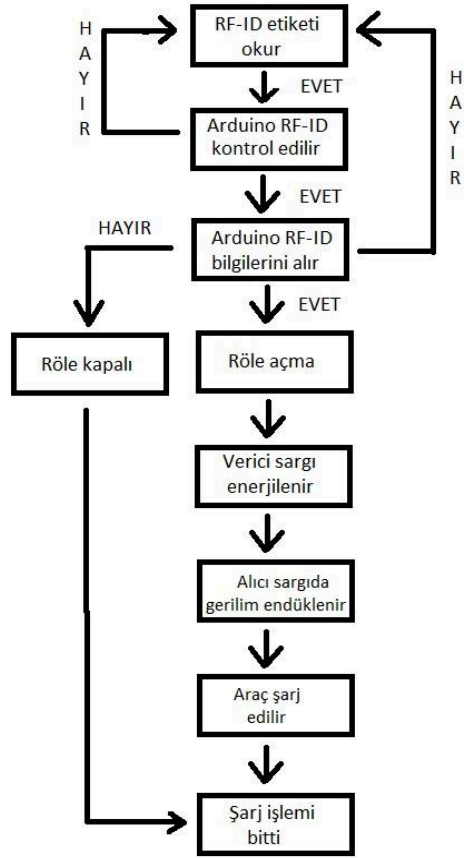 RF-ID etiketi
okur
H
A
Y
I
R
EVET
H
A
Y
I
R
Arduino RF-ID
kontrol edilir
EVET
HAYIR
Arduino RF-ID
bilgilerini alır
EVET
Röle kapalı
Röle açma
Verici sargı
enerjilenir
Alıcı sargıda
gerilim endüklenir
Araç şarj
edilir
Şarj işlemi
bitti